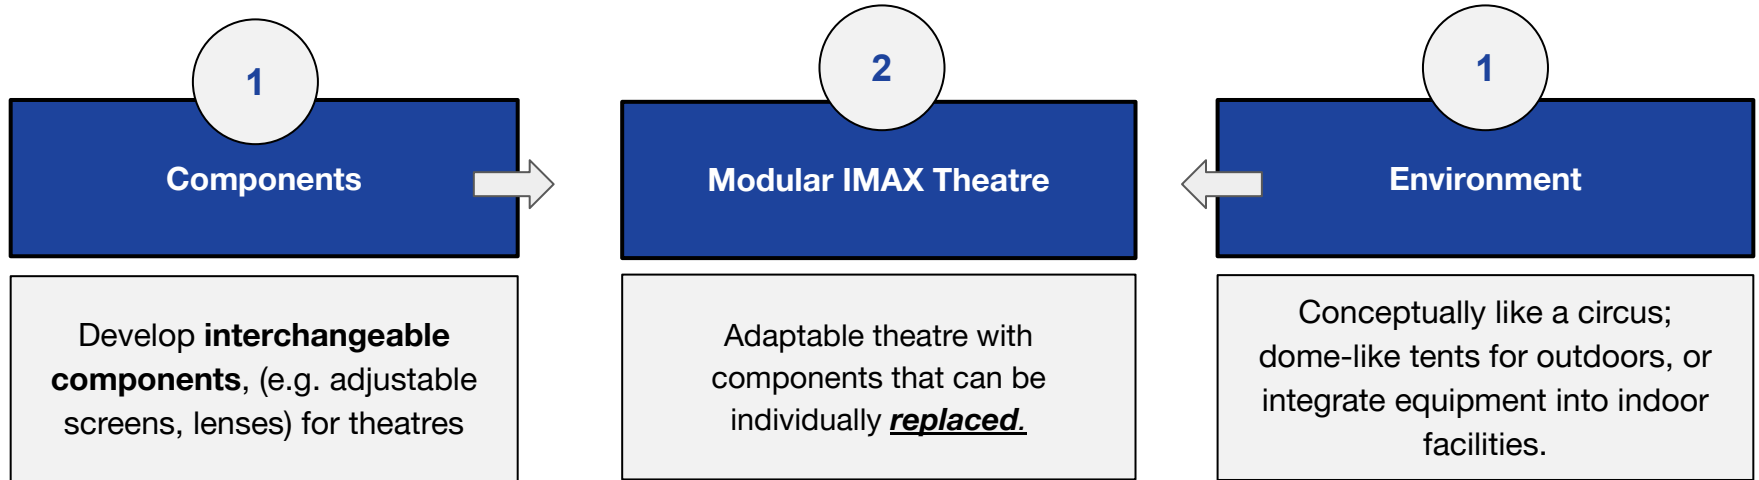 1
Components
Develop interchangeable
components, (e.g. adjustable
screens, lenses) for theatres
2
Modular IMAX Theatre
Adaptable theatre with
components that can be
individually replaced.
1
Environment
Conceptually like a circus;
dome-like tents for outdoors, or
integrate equipment into indoor
facilities.